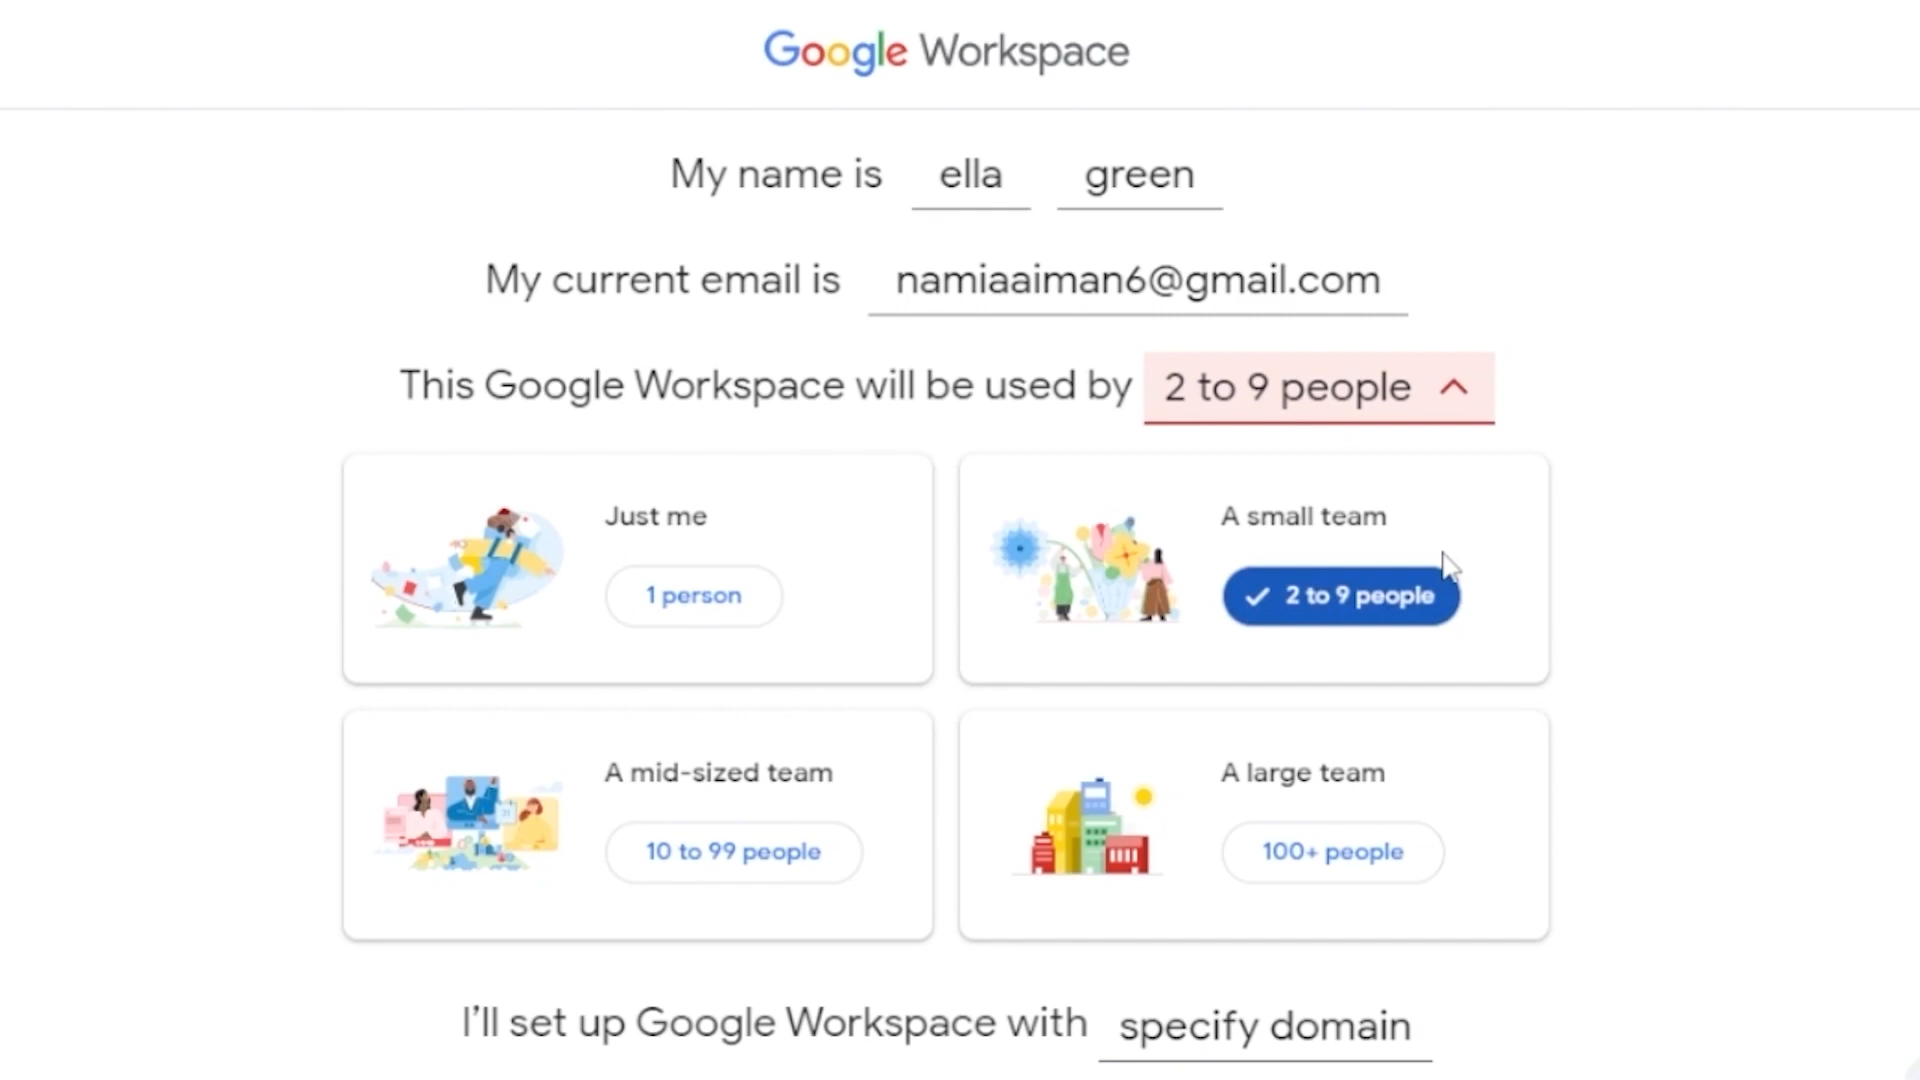 Google Workspace
My name is ella green
My current email is namiaaiman6@gmail.com
This Google Workspace will be used by 2 to 9 people
Just me
1 person
A small team
2 to 9 people
A mid-sized team
10 to 99 people
A large team
100+ people
I'll set up Google Workspace with specify domain